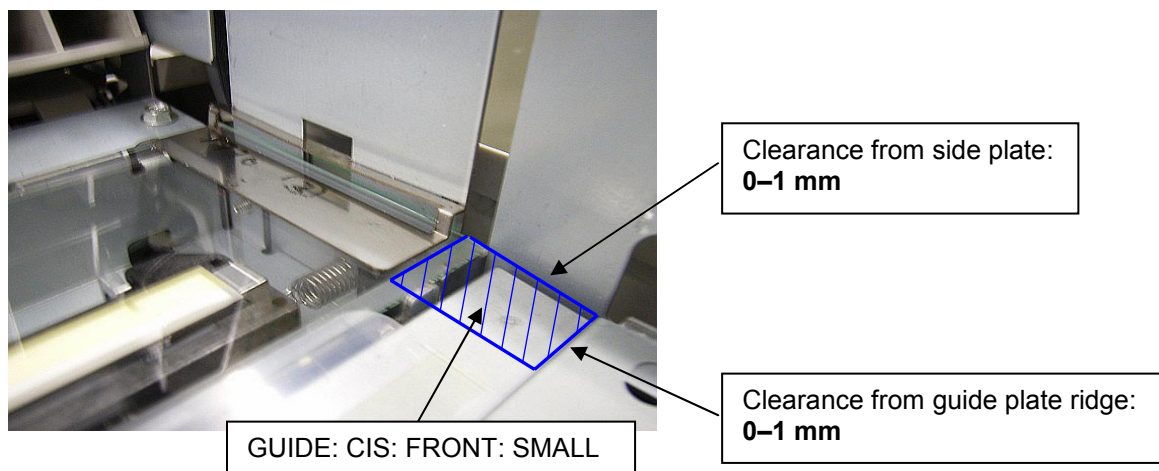 Clearance from side plate:
0–1 mm
Clearance from guide plate ridge:
0–1 mm
GUIDE: CIS: FRONT: SMALL